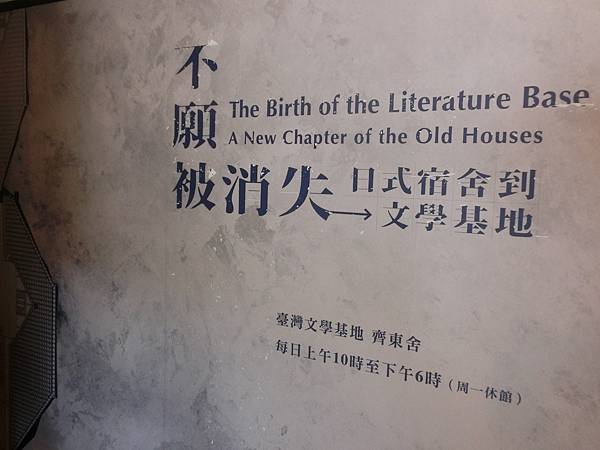 不願被消失
The Birth of the Literature Base
A New Chapter of the Old Houses
日式宿舍到
→文學基地
臺灣文學基地 齊東舍
每日上午10時至下午6時（周一休館）